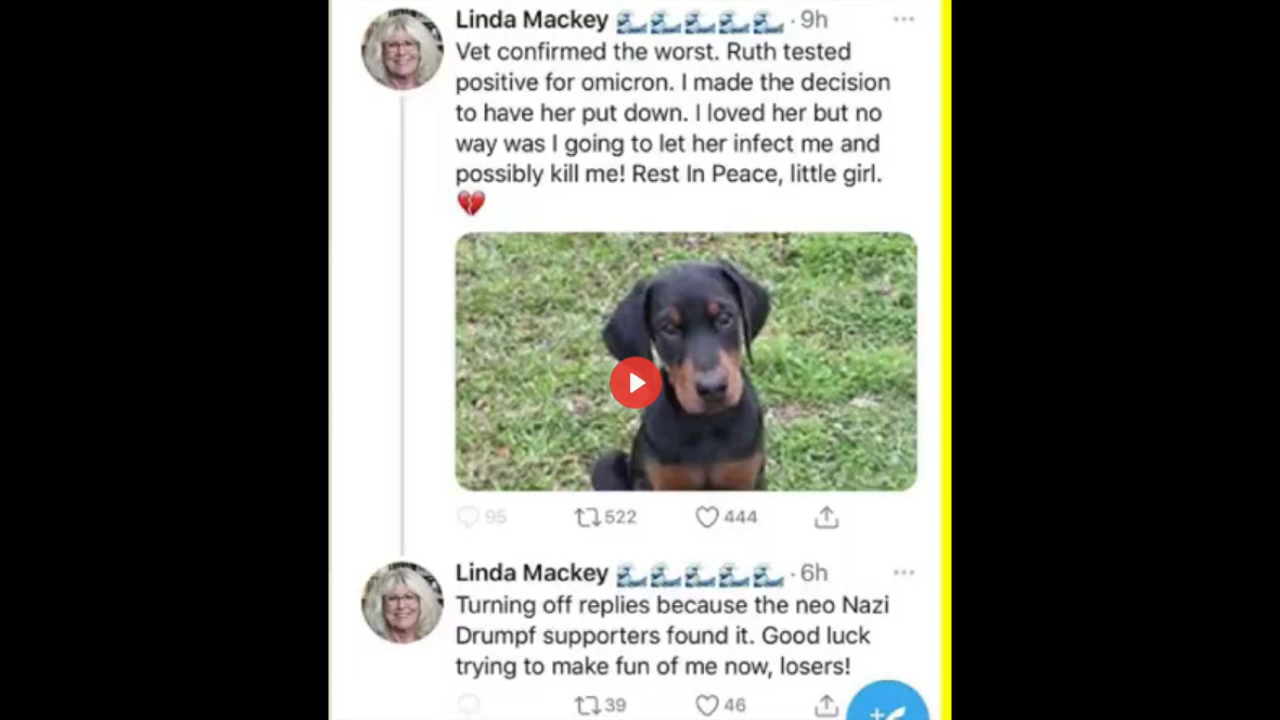 Linda Mackey 🌊🌊🌊🌊🌊 · 9h
Vet confirmed the worst. Ruth tested
positive for omicron. I made the decision
to have her put down. I loved her but no
way was I going to let her infect me and
possibly kill me! Rest In Peace, little girl.
💔
95 522 444
Linda Mackey 🌊🌊🌊🌊🌊 · 6h
Turning off replies because the neo Nazi
Drumpf supporters found it. Good luck
trying to make fun of me now, losers!
39 46